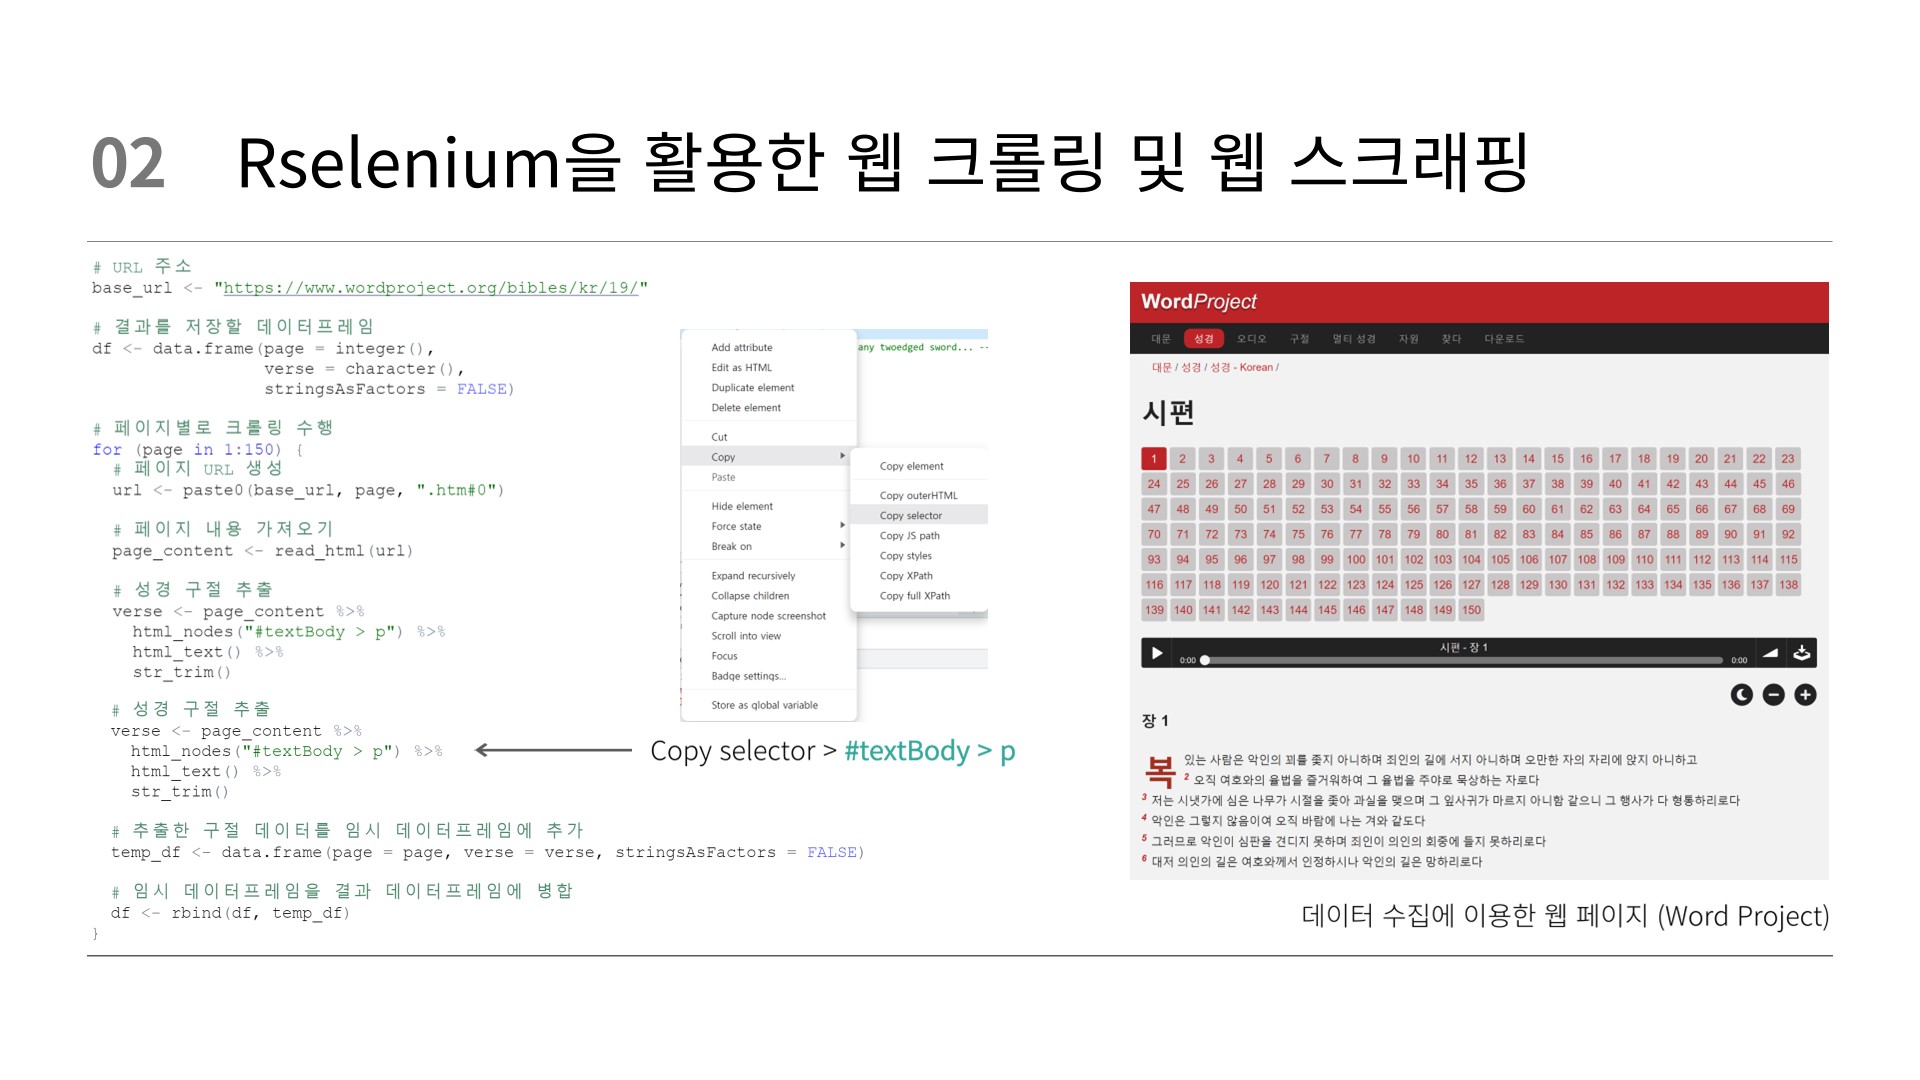 02 Rselenium을 활용한 웹 크롤링 및 웹 스크래핑
# URL 주소
base_url <- "https://www.wordproject.org/bibles/kr/19/"
# 결과를 저장할 데이터프레임
df <- data.frame(page = integer(),
verse = character(),
stringsAsFactors = FALSE)
# 페이지별로 크롤링 수행
for (page in 1:150) {
# 페이지 URL 생성
url <- paste0(base_url, page, ".htm#0")
# 페이지 내용 가져오기
page_content <- read_html(url)
# 성경 구절 추출
verse <- page_content %>%
html_nodes("#textBody > p") %>%
html_text() %>%
str_trim()
# 성경 구절 추출
verse <- page_content %>%
html_nodes("#textBody > p") %>%
html_text() %>%
str_trim()
# 추출한 구절 데이터를 임시 데이터프레임에 추가
temp_df <- data.frame(page = page, verse = verse, stringsAsFactors = FALSE)
# 임시 데이터프레임을 결과 데이터프레임에 병합
df <- rbind(df, temp_df)
}
any twoedged sword... --
Add attribute
Edit as HTML
Duplicate element
Delete element
Cut
Copy
Paste
Hide element
Force state
Break on
Expand recursively
Collapse children
Capture node screenshot
Scroll into view
Focus
Badge settings...
Store as global variable
Copy element
Copy outerHTML
Copy selector
Copy JS path
Copy styles
Copy XPath
Copy full XPath
Copy selector > #textBody > p
WordProject
대문 성경 오디오 구절 멀티 성경 자원 찾다 다운로드
대문 / 성경 / 성경 - Korean /
시편
1 2 3 4 5 6 7 8 9 10 11 12 13 14 15 16 17 18 19 20 21 22 23
24 25 26 27 28 29 30 31 32 33 34 35 36 37 38 39 40 41 42 43 44 45 46
47 48 49 50 51 52 53 54 55 56 57 58 59 60 61 62 63 64 65 66 67 68 69
70 71 72 73 74 75 76 77 78 79 80 81 82 83 84 85 86 87 88 89 90 91 92
93 94 95 96 97 98 99 100 101 102 103 104 105 106 107 108 109 110 111 112 113 114 115
116 117 118 119 120 121 122 123 124 125 126 127 128 129 130 131 132 133 134 135 136 137 138
139 140 141 142 143 144 145 146 147 148 149 150
시편 - 장 1
0:00 0:00
장 1
복 있는 사람은 악인의 꾀를 좇지 아니하며 죄인의 길에 서지 아니하며 오만한 자의 자리에 앉지 아니하고
2 오직 여호와의 율법을 즐거워하여 그 율법을 주야로 묵상하는 자로다
3 저는 시냇가에 심은 나무가 시절을 좇아 과실을 맺으며 그 잎사귀가 마르지 아니함 같으니 그 행사가 다 형통하리로다
4 악인은 그렇지 않음이여 오직 바람에 나는 겨와 같도다
5 그러므로 악인이 심판을 견디지 못하며 죄인이 의인의 회중에 들지 못하리로다
6 대저 의인의 길은 여호와께서 인정하시나 악인의 길은 망하리로다
데이터 수집에 이용한 웹 페이지 (Word Project)